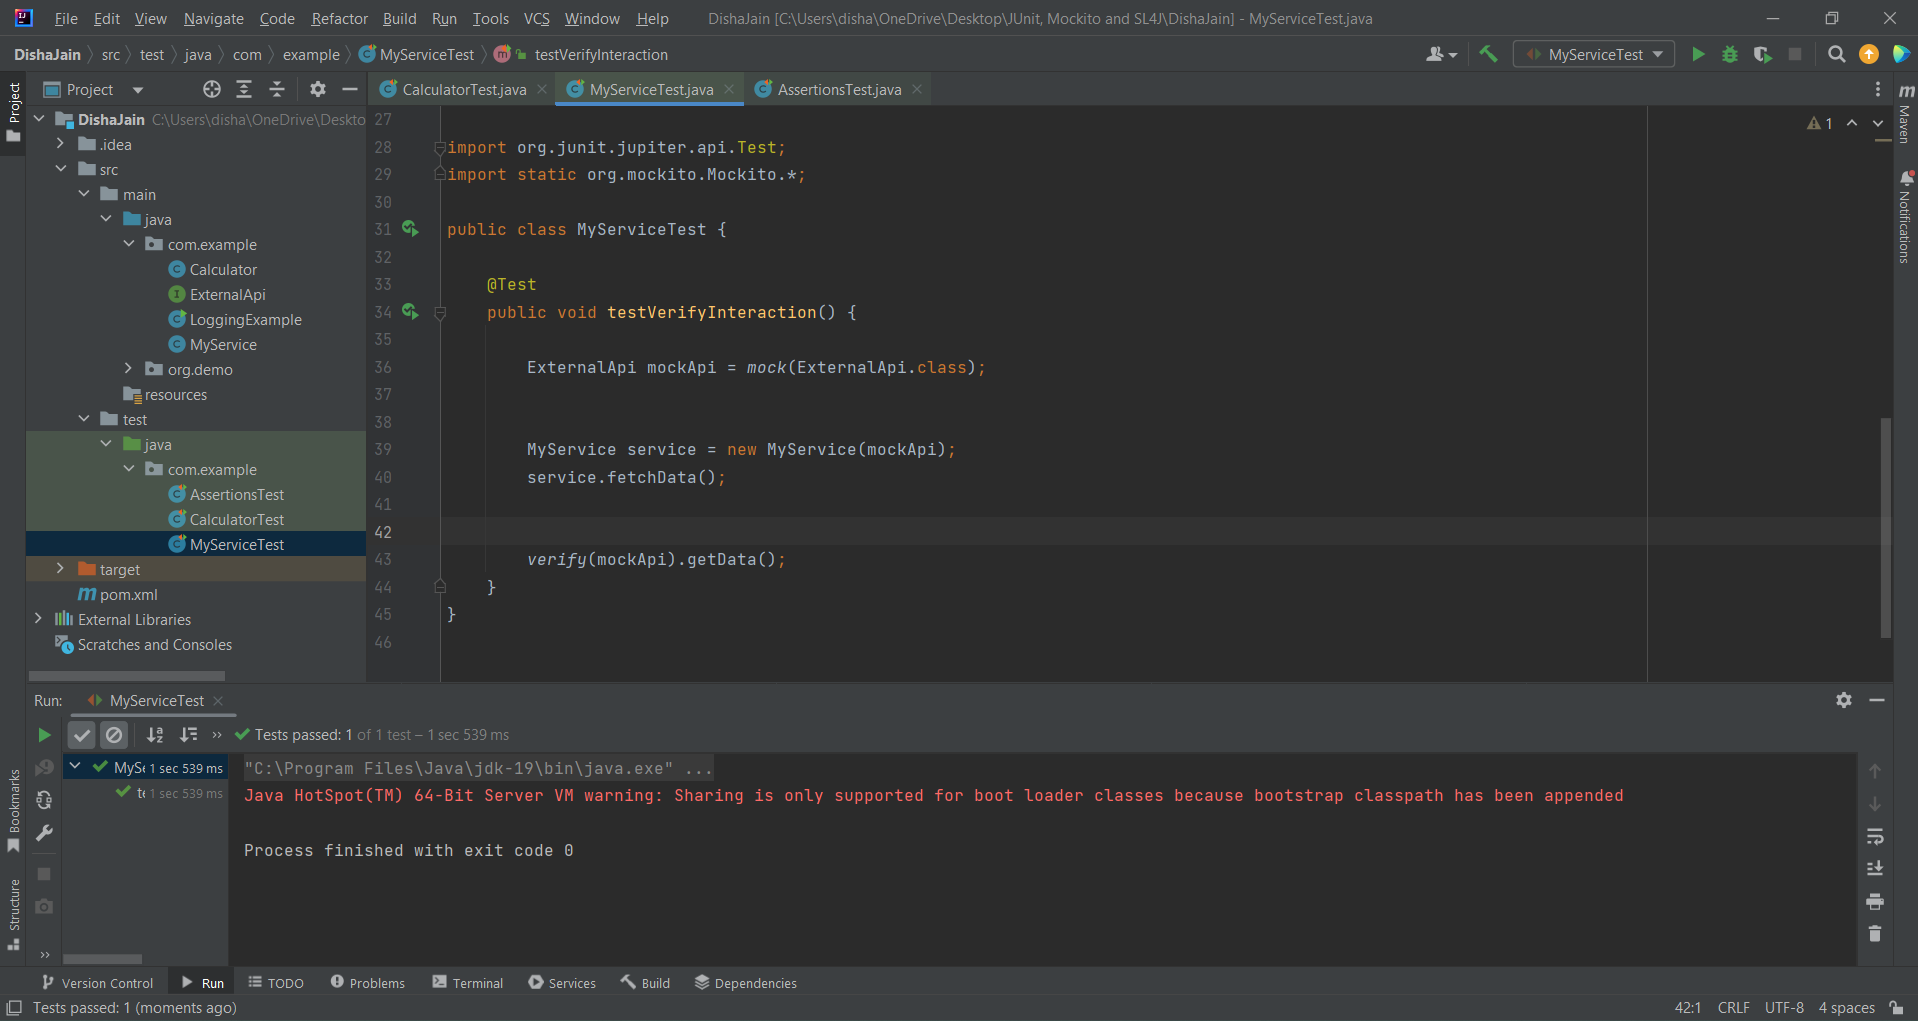 File Edit View Navigate Code Refactor Build Run Tools VCS Window Help DishaJain [C:\Users\disha\OneDrive\Desktop\JUnit, Mockito and SL4J\DishaJain] - MyServiceTest.java
DishaJain src test java com example MyServiceTest testVerifyInteraction MyServiceTest
Project
Project
CalculatorTest.java MyServiceTest.java AssertionsTest.java
DishaJain C:\Users\disha\OneDrive\Deskto
.idea
src
main
java
com.example
Calculator
ExternalApi
LoggingExample
MyService
org.demo
resources
test
java
com.example
AssertionsTest
CalculatorTest
MyServiceTest
target
pom.xml
External Libraries
Scratches and Consoles
27
28 import org.junit.jupiter.api.Test;
29 import static org.mockito.Mockito.*;
30
31 public class MyServiceTest {
32
33 @Test
34 public void testVerifyInteraction() {
35
36 ExternalApi mockApi = mock(ExternalApi.class);
37
38
39 MyService service = new MyService(mockApi);
40 service.fetchData();
41
42
43 verify(mockApi).getData();
44 }
45 }
46
1
Maven
Notifications
Run: MyServiceTest
Tests passed: 1 of 1 test – 1 sec 539 ms
MySe 1 sec 539 ms
te 1 sec 539 ms
"C:\Program Files\Java\jdk-19\bin\java.exe" ...
Java HotSpot(TM) 64-Bit Server VM warning: Sharing is only supported for boot loader classes because bootstrap classpath has been appended
Process finished with exit code 0
Bookmarks
Structure
Version Control Run TODO Problems Terminal Services Build Dependencies
Tests passed: 1 (moments ago) 42:1 CRLF UTF-8 4 spaces